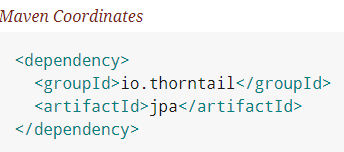 Maven Coordinates
<dependency>
  <groupId>io.thorntail</groupId>
  <artifactId>jpa</artifactId>
</dependency>